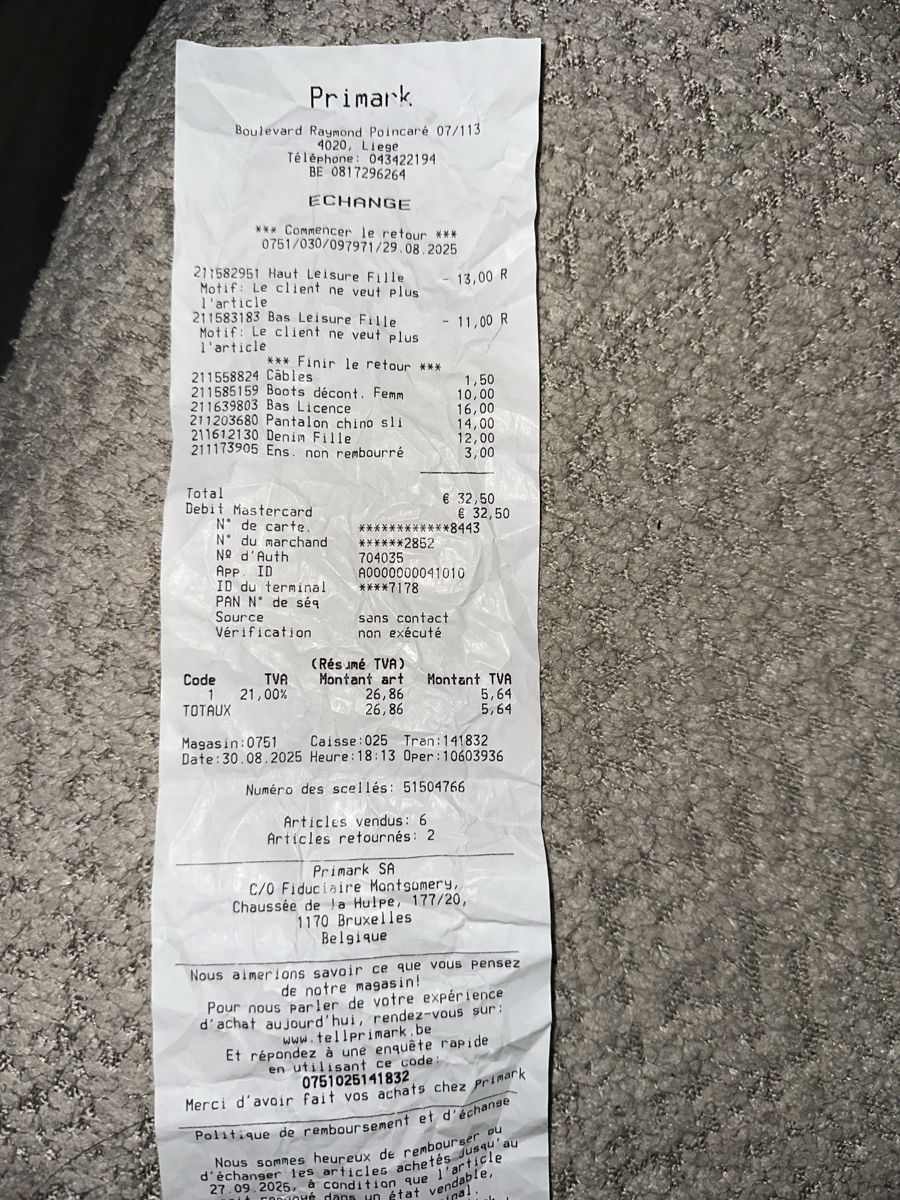 Primark
Boulevard Raymond Poincaré 07/113
4020, Liege
Téléphone: 043422194
BE 0817296264
ECHANGE
*** Commencer le retour ***
0751/030/097971/29.08.2025
211582951 Haut Leisure Fille - 13,00 R
Motif: Le client ne veut plus
l'article
211583183 Bas Leisure Fille - 11,00 R
Motif: Le client ne veut plus
l'article
*** Finir le retour ***
211558824 Câbles 1,50
211585159 Boots décont. Femm 10,00
211639803 Bas Licence 16,00
211203680 Pantalon chino sli 14,00
211612130 Denim Fille 12,00
211173905 Ens. non rembourré 3,00
Total € 32,50
Debit Mastercard € 32,50
N° de carte. ************8443
N° du marchand ******2852
Nº d'Auth 704035
App. ID A0000000041010
ID du terminal ****7178
PAN N° de séq
Source sans contact
Vérification non exécuté
(Résumé TVA)
Code TVA Montant art Montant TVA
1 21,00% 26,86 5,64
TOTAUX 26,86 5,64
Magasin:0751 Caisse:025 Tran:141832
Date:30.08.2025 Heure:18:13 Oper:10603936
Numéro des scellés: 51504766
Articles vendus: 6
Articles retournés: 2
Primark SA
C/O Fiduciaire Montgomery,
Chaussée de la Hulpe, 177/20,
1170 Bruxelles
Belgique
Nous aimerions savoir ce que vous pensez
de notre magasin!
Pour nous parler de votre expérience
d'achat aujourd'hui, rendez-vous sur:
www.tellprimark.be
Et répondez à une enquête rapide
en utilisant ce code:
0751025141832
Merci d'avoir fait vos achats chez Primark
Politique de remboursement et d'échange
Nous sommes heureux de rembourser ou
d'échanger les articles achetés jusqu'au
27.09.2025, à condition que l'article
dans un état vendable,